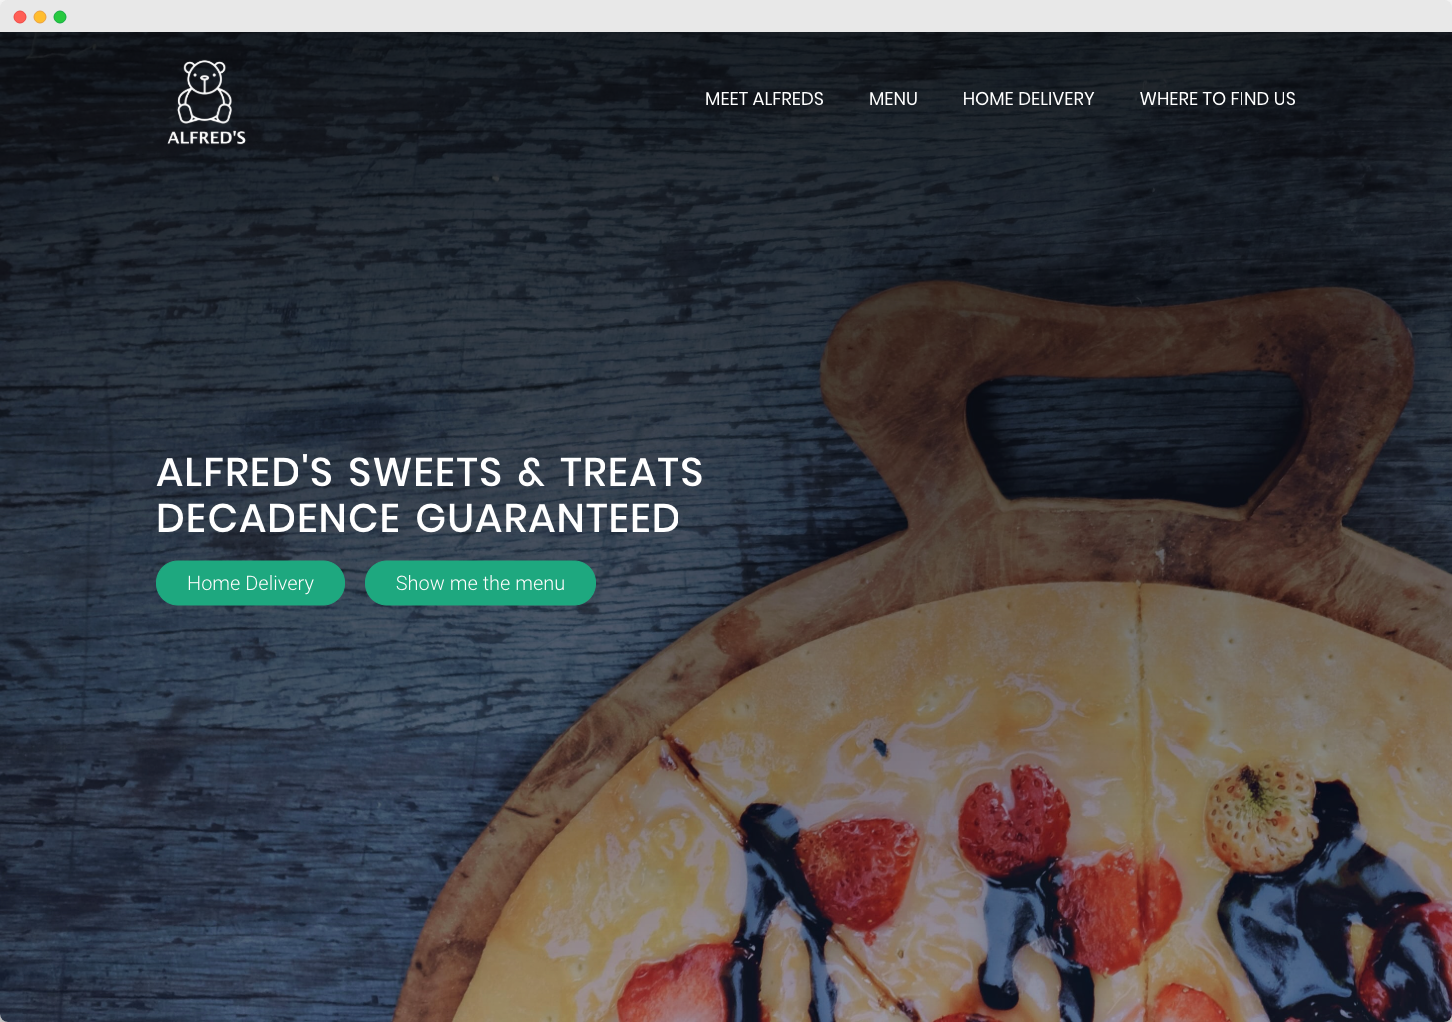 ALFRED'S
MEET ALFREDS
MENU
HOME DELIVERY
WHERE TO FIND US
ALFRED'S SWEETS & TREATS
DECADENCE GUARANTEED
Home Delivery
Show me the menu